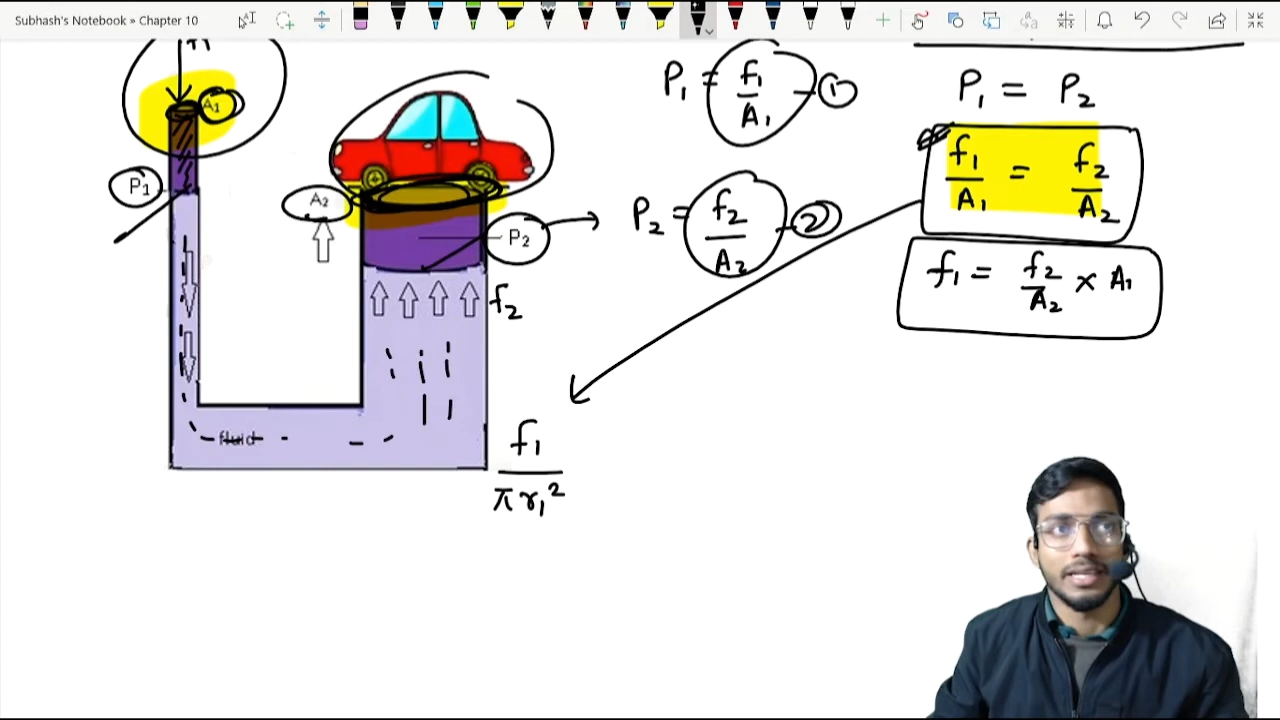 Subhash's Notebook » Chapter 10
A1
P1
A2
P2
f2
fluid
P1 = f1/A1 - ①
P2 = f2/A2 - ②
P1 = P2
f1/A1 = f2/A2
f1 = f2/A2 × A1
f1/πr1²